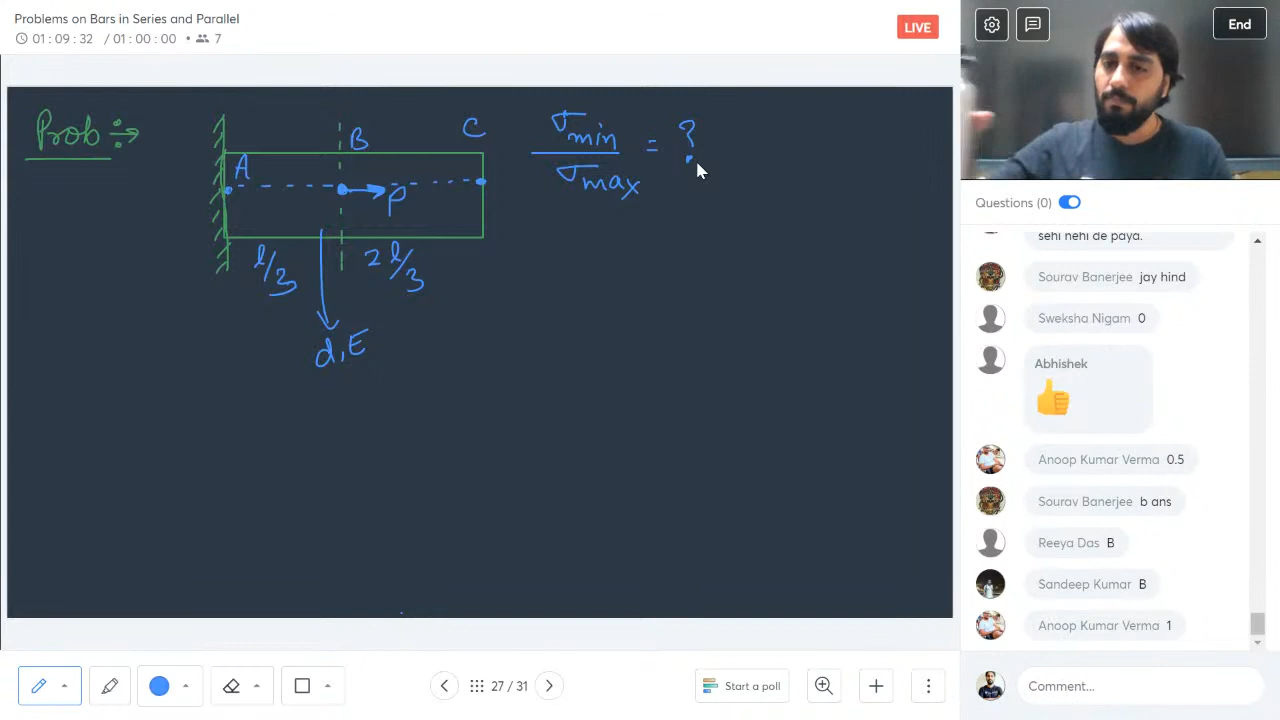 Problems on Bars in Series and Parallel
01:09:32 / 01:00:00 • 7
LIVE
End
Prob :→
A
B
C
P
l/3
2l/3
d, E
σmin
σmax
= ?
Questions (0)
sehi nehi de paya.
Sourav Banerjee jay hind
Sweksha Nigam 0
Abhishek
Anoop Kumar Verma 0.5
Sourav Banerjee b ans
Reeya Das B
Sandeep Kumar B
Anoop Kumar Verma 1
27 / 31
Start a poll
Comment...